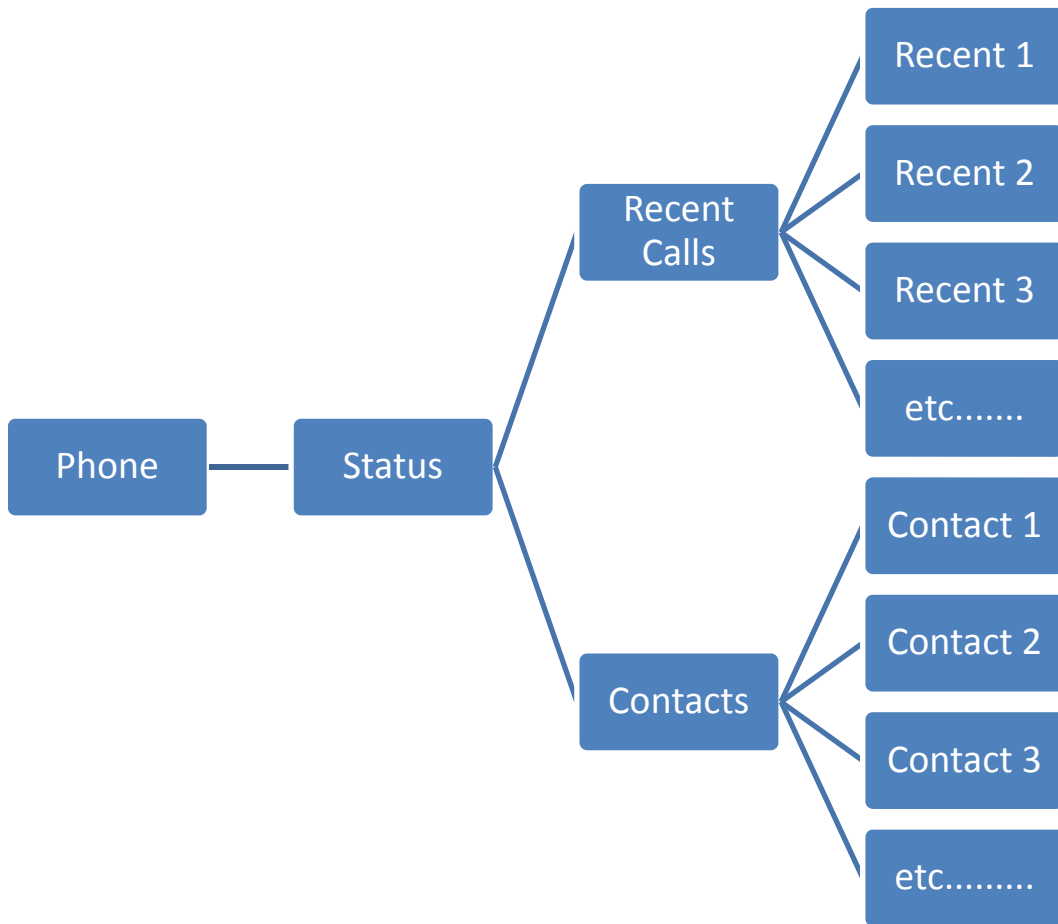 Phone
Status
Recent
Calls
Recent 1
Recent 2
Recent 3
etc.......
Contacts
Contact 1
Contact 2
Contact 3
etc.........